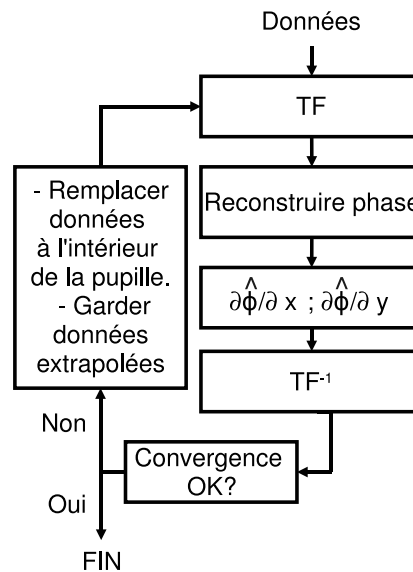 Données
TF
Reconstruire phase
∂ϕ̂/∂ x ; ∂ϕ̂/∂ y
TF⁻¹
Convergence
OK?
- Remplacer
données
à l'intérieur
de la pupille.
- Garder
données
extrapolées
Non
Oui
FIN